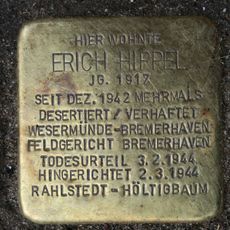 HIER WOHNTE
ERICH HIPPEL
JG. 1917
SEIT DEZ. 1942 MEHRMALS
DESERTIERT / VERHAFTET
WESERMÜNDE-BREMERHAVEN
FELDGERICHT BREMERHAVEN
TODESURTEIL 3.2.1944
HINGERICHTET 2.3.1944
RAHLSTEDT-HÖLTIGBAUM